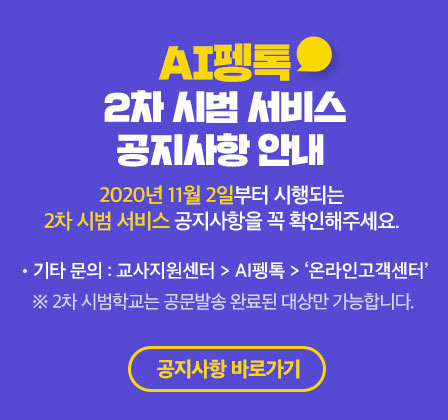 AI펭톡
2차 시범 서비스
공지사항 안내
2020년 11월 2일부터 시행되는
2차 시범 서비스 공지사항을 꼭 확인해주세요.
• 기타 문의 : 교사지원센터 > AI펭톡 > ‘온라인고객센터’
※ 2차 시범학교는 공문발송 완료된 대상만 가능합니다.
공지사항 바로가기